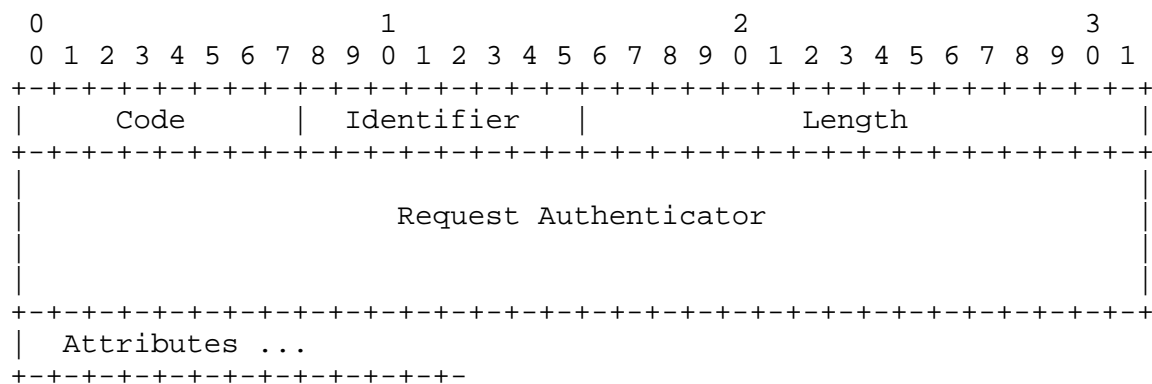 0                   1                   2                   3
 0 1 2 3 4 5 6 7 8 9 0 1 2 3 4 5 6 7 8 9 0 1 2 3 4 5 6 7 8 9 0 1
+-+-+-+-+-+-+-+-+-+-+-+-+-+-+-+-+-+-+-+-+-+-+-+-+-+-+-+-+-+-+-+-+
|     Code      |  Identifier   |            Length             |
+-+-+-+-+-+-+-+-+-+-+-+-+-+-+-+-+-+-+-+-+-+-+-+-+-+-+-+-+-+-+-+-+
|                                                               |
|                     Request Authenticator                     |
|                                                               |
|                                                               |
+-+-+-+-+-+-+-+-+-+-+-+-+-+-+-+-+-+-+-+-+-+-+-+-+-+-+-+-+-+-+-+-+
|  Attributes ...
+-+-+-+-+-+-+-+-+-+-+-+-+-